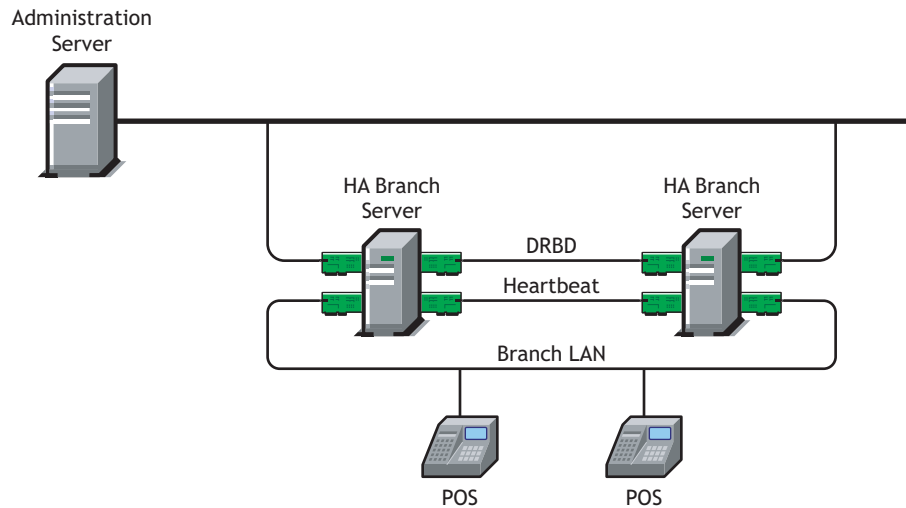 Administration
Server
HA Branch
Server
HA Branch
Server
DRBD
Heartbeat
Branch LAN
POS
POS